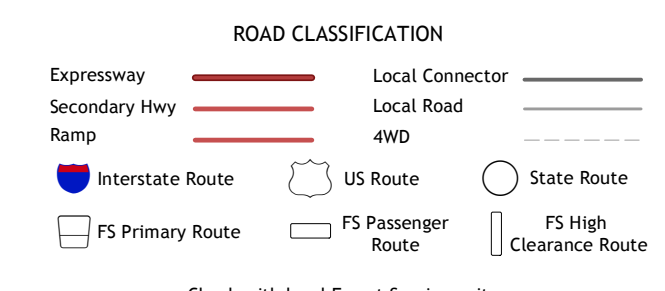 ROAD CLASSIFICATION
Expressway
Local Connector
Secondary Hwy
Local Road
Ramp
4WD
Interstate Route
US Route
State Route
FS Primary Route
FS Passenger
Route
FS High
Clearance Route